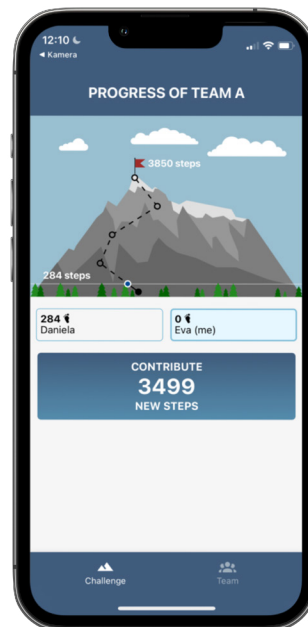 12:10
◀ Kamera
PROGRESS OF TEAM A
3850 steps
284 steps
284
Daniela
0
Eva (me)
CONTRIBUTE
3499
NEW STEPS
Challenge
Team